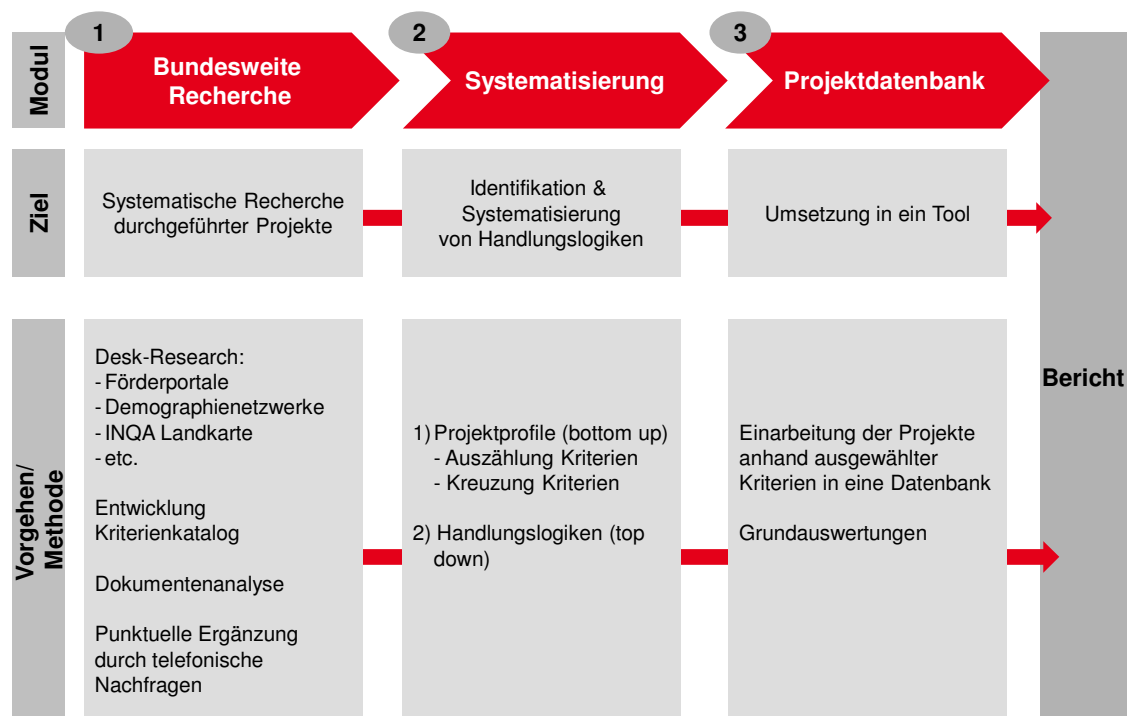 1
2
3
Modul
Bundesweite
Recherche
Systematisierung
Projektdatenbank
Ziel
Systematische Recherche
durchgeführter Projekte
Identifikation &
Systematisierung
von Handlungslogiken
Umsetzung in ein Tool
Bericht
Vorgehen/
Methode
Desk-Research:
- Förderportale
- Demographienetzwerke
- INQA Landkarte
- etc.
Entwicklung
Kriterienkatalog
Dokumentenanalyse
Punktuelle Ergänzung
durch telefonische
Nachfragen
1) Projektprofile (bottom up)
- Auszählung Kriterien
- Kreuzung Kriterien
2) Handlungslogiken (top
down)
Einarbeitung der Projekte
anhand ausgewählter
Kriterien in eine Datenbank
Grundauswertungen